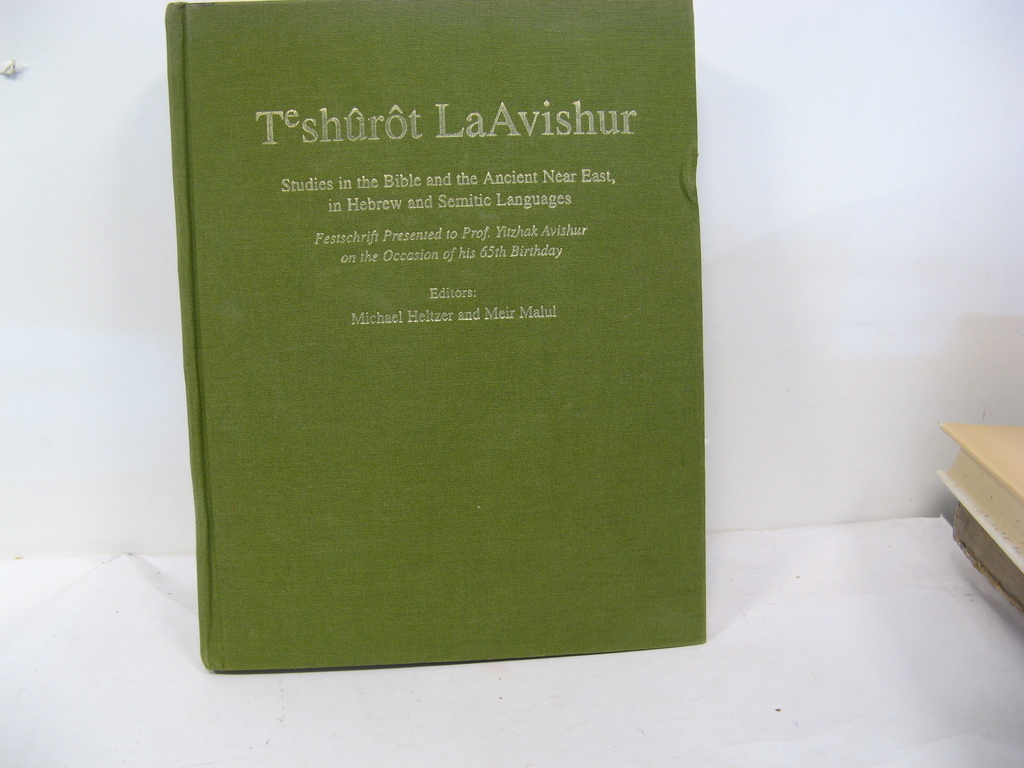 Tᵉshûrôt LaAvishur
Studies in the Bible and the Ancient Near East,
in Hebrew and Semitic Languages
Festschrift Presented to Prof. Yitzhak Avishur
on the Occasion of his 65th Birthday
Editors:
Michael Heltzer and Meir Malul